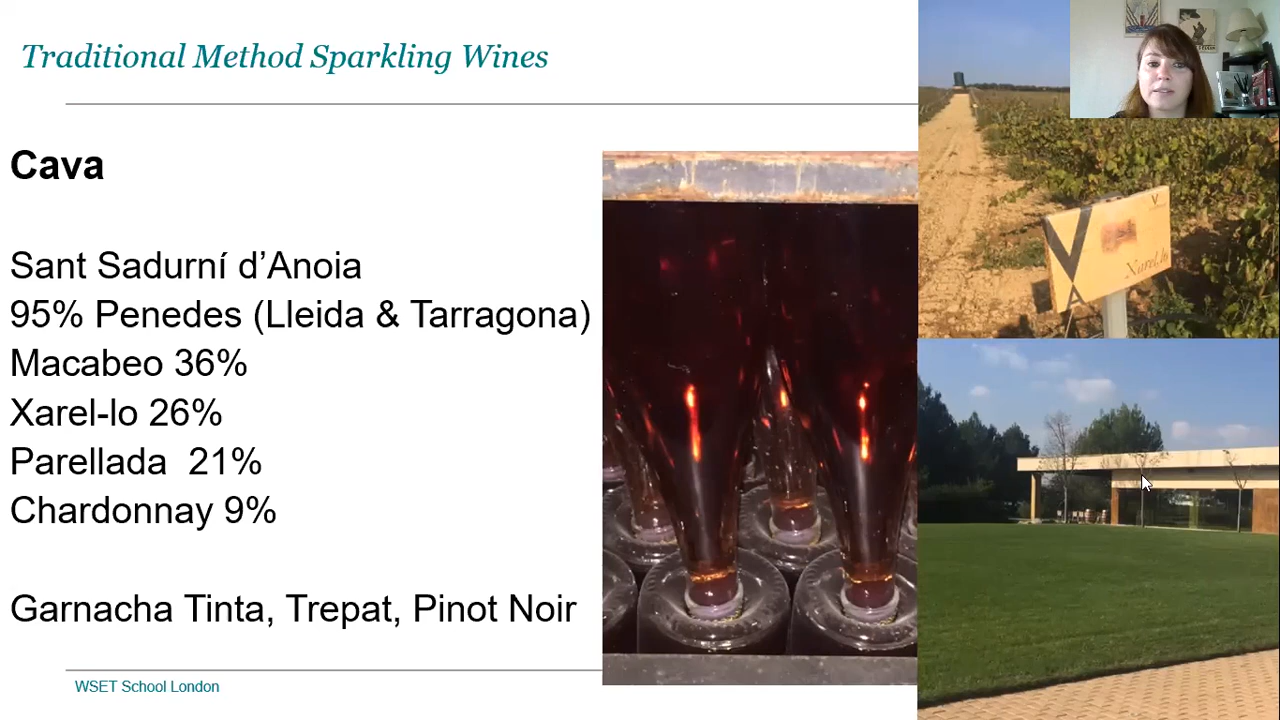 Traditional Method Sparkling Wines
Cava
Sant Sadurní d’Anoia
95% Penedes (Lleida & Tarragona)
Macabeo 36%
Xarel-lo 26%
Parellada 21%
Chardonnay 9%
Garnacha Tinta, Trepat, Pinot Noir
WSET School London
Xarel.lo